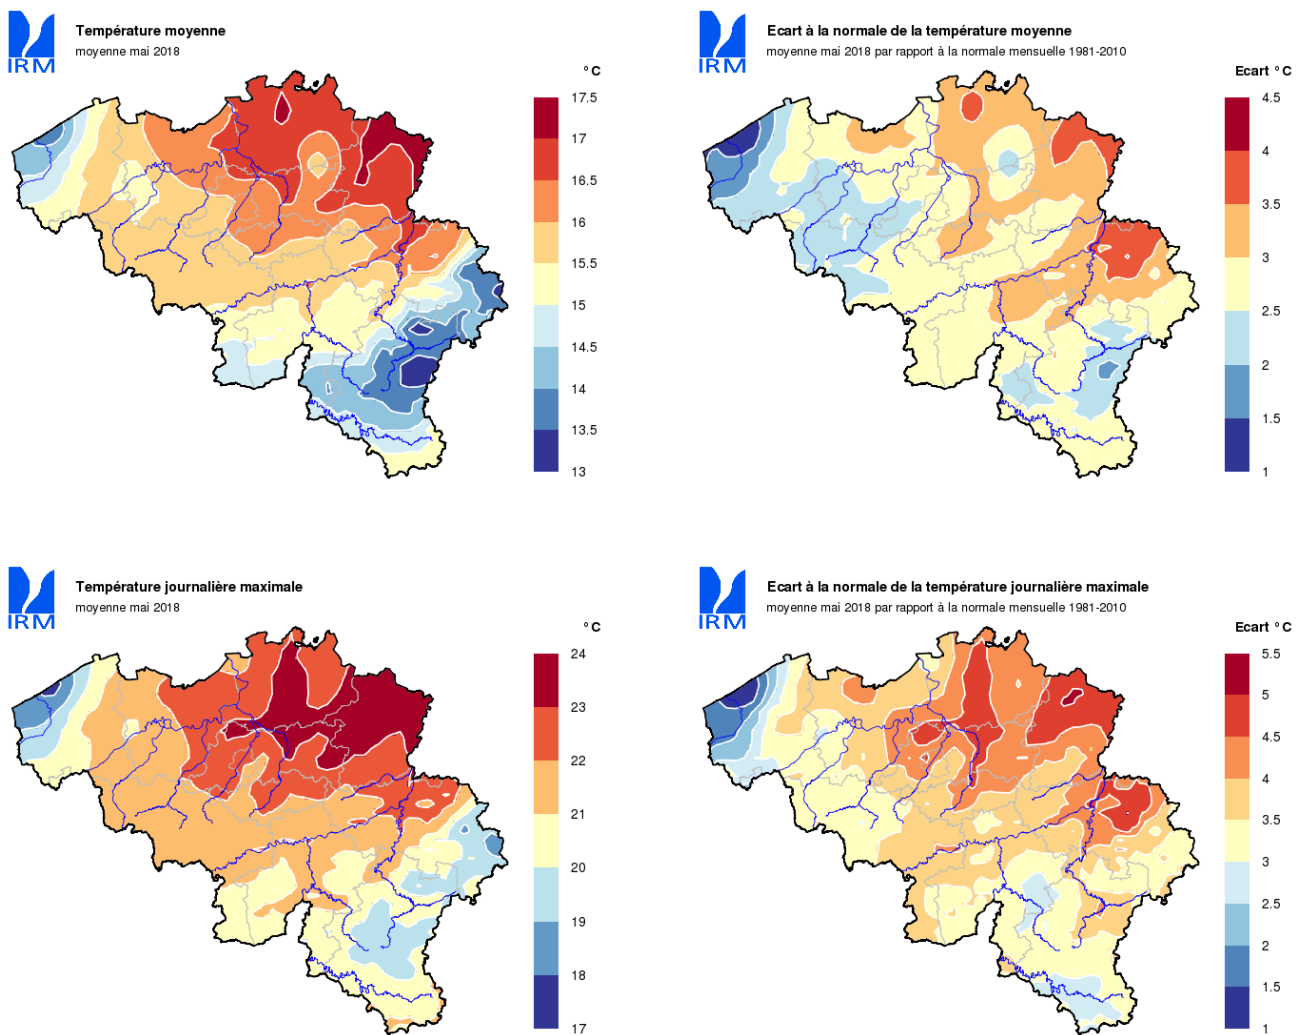 IRM
Température moyenne
moyenne mai 2018
°C
17.5
17
16.5
16
15.5
15
14.5
14
13.5
13
IRM
Ecart à la normale de la température moyenne
moyenne mai 2018 par rapport à la normale mensuelle 1981-2010
Ecart °C
4.5
4
3.5
3
2.5
2
1.5
1
IRM
Température journalière maximale
moyenne mai 2018
°C
24
23
22
21
20
19
18
17
IRM
Ecart à la normale de la température journalière maximale
moyenne mai 2018 par rapport à la normale mensuelle 1981-2010
Ecart °C
5.5
5
4.5
4
3.5
3
2.5
2
1.5
1